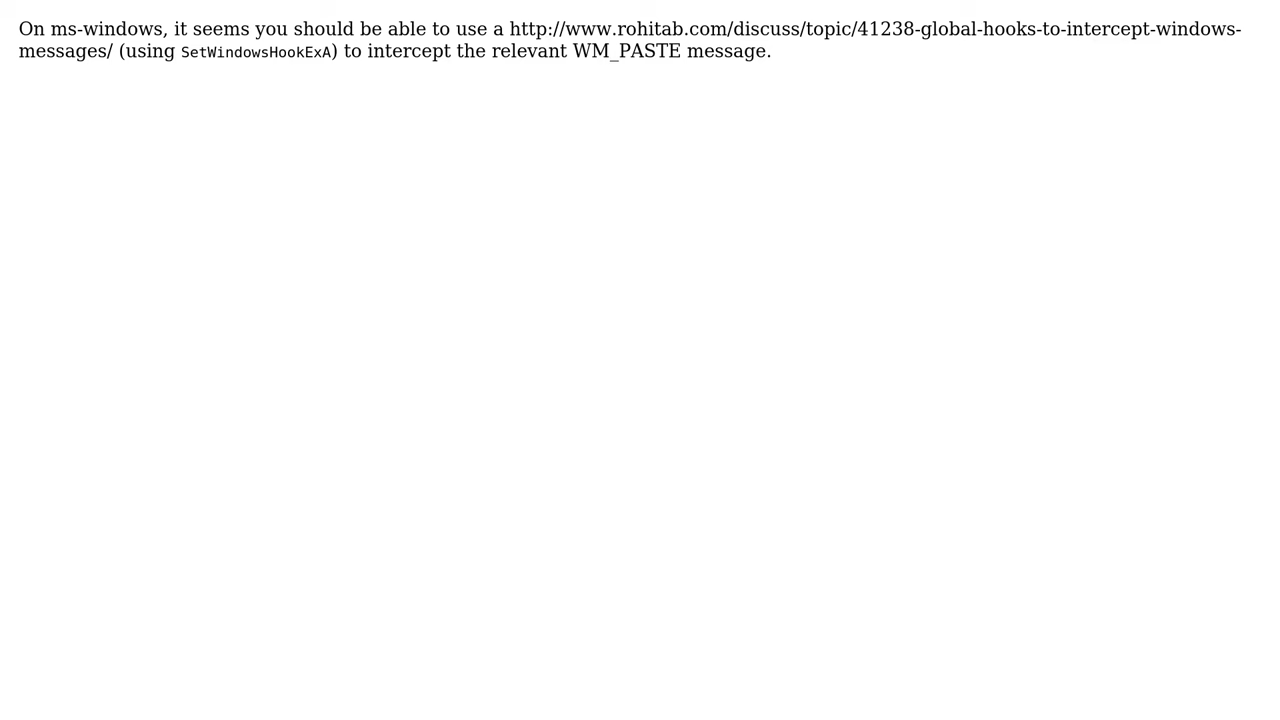 On ms-windows, it seems you should be able to use a http://www.rohitab.com/discuss/topic/41238-global-hooks-to-intercept-windows-
messages/ (using SetWindowsHookExA) to intercept the relevant WM_PASTE message.